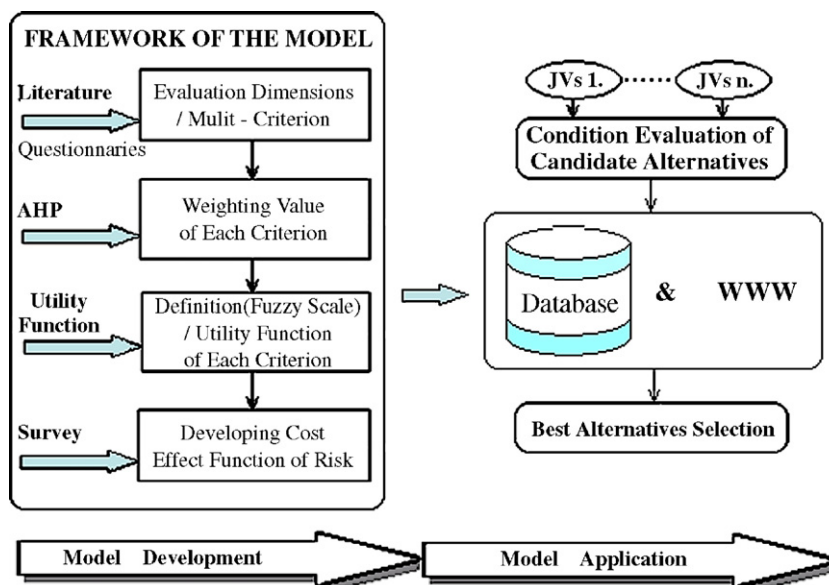 FRAMEWORK OF THE MODEL
Literature
Questionnaries
Evaluation Dimensions
/ Mulit - Criterion
AHP
Weighting Value
of Each Criterion
Utility
Function
Definition(Fuzzy Scale)
/ Utility Function
of Each Criterion
Survey
Developing Cost
Effect Function of Risk
JVs 1. ...... JVs n.
Condition Evaluation of
Candidate Alternatives
Database & WWW
Best Alternatives Selection
Model Development
Model Application